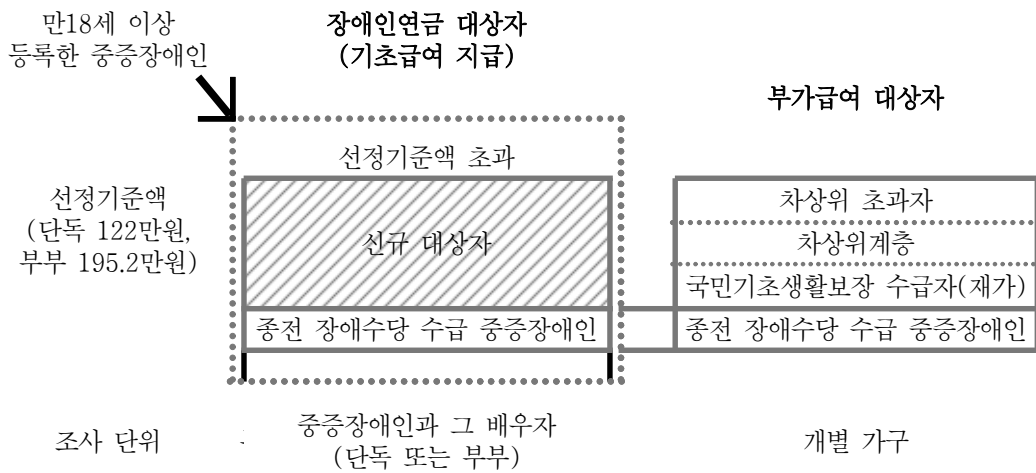 만18세 이상
등록한 중증장애인
장애인연금 대상자
(기초급여 지급)
부가급여 대상자
선정기준액 초과
선정기준액
(단독 122만원,
부부 195.2만원)
신규 대상자
차상위 초과자
차상위계층
국민기초생활보장 수급자(재가)
종전 장애수당 수급 중증장애인
종전 장애수당 수급 중증장애인
조사 단위 :
중증장애인과 그 배우자
(단독 또는 부부)
개별 가구